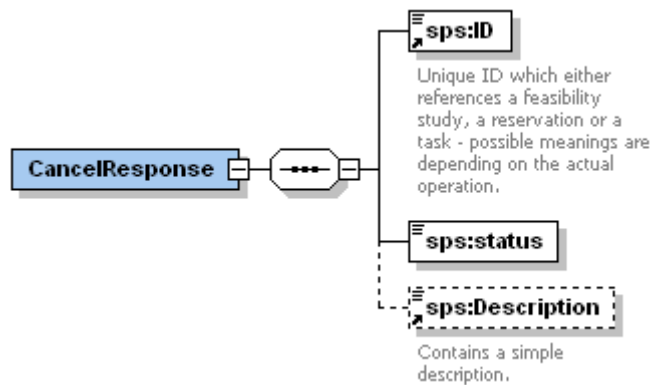 sps:ID
Unique ID which either
references a feasibility
study, a reservation or a
task - possible meanings are
depending on the actual
operation.
CancelResponse
sps:status
sps:Description
Contains a simple
description.